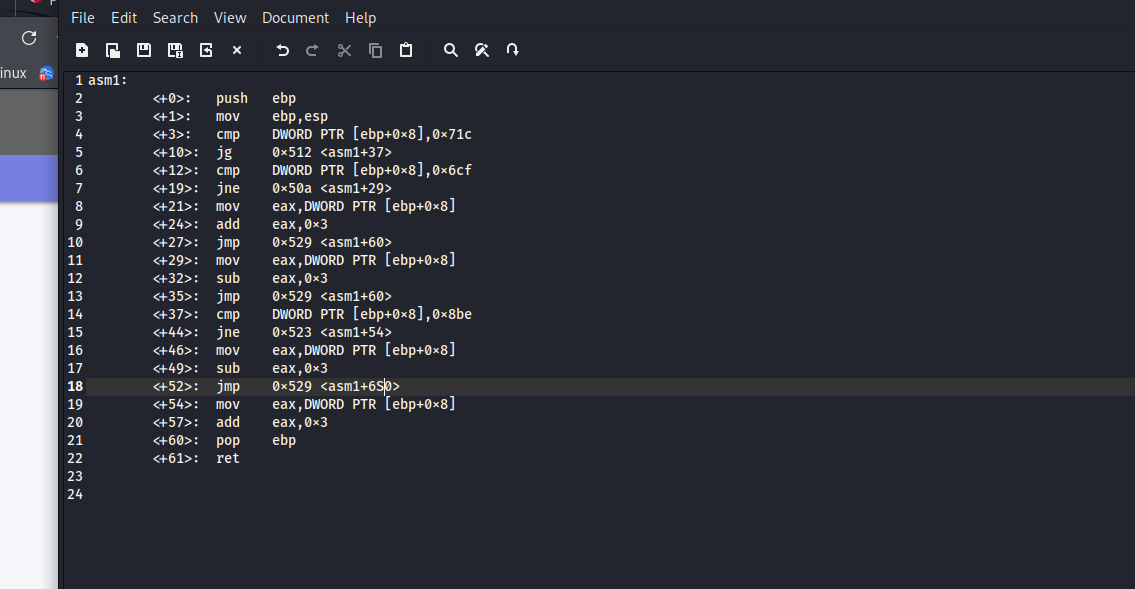 File Edit Search View Document Help
inux
1 asm1:
2 <+0>: push ebp
3 <+1>: mov ebp,esp
4 <+3>: cmp DWORD PTR [ebp+0×8],0×71c
5 <+10>: jg 0×512 <asm1+37>
6 <+12>: cmp DWORD PTR [ebp+0×8],0×6cf
7 <+19>: jne 0×50a <asm1+29>
8 <+21>: mov eax,DWORD PTR [ebp+0×8]
9 <+24>: add eax,0×3
10 <+27>: jmp 0×529 <asm1+60>
11 <+29>: mov eax,DWORD PTR [ebp+0×8]
12 <+32>: sub eax,0×3
13 <+35>: jmp 0×529 <asm1+60>
14 <+37>: cmp DWORD PTR [ebp+0×8],0×8be
15 <+44>: jne 0×523 <asm1+54>
16 <+46>: mov eax,DWORD PTR [ebp+0×8]
17 <+49>: sub eax,0×3
18 <+52>: jmp 0×529 <asm1+6S0>
19 <+54>: mov eax,DWORD PTR [ebp+0×8]
20 <+57>: add eax,0×3
21 <+60>: pop ebp
22 <+61>: ret
23
24